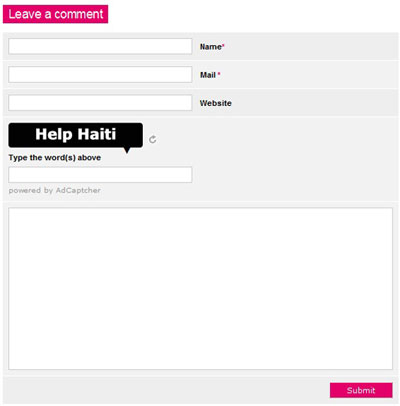 Leave a comment
Name*
Mail *
Website
Help Haiti
Type the word(s) above
powered by AdCaptcher
Submit